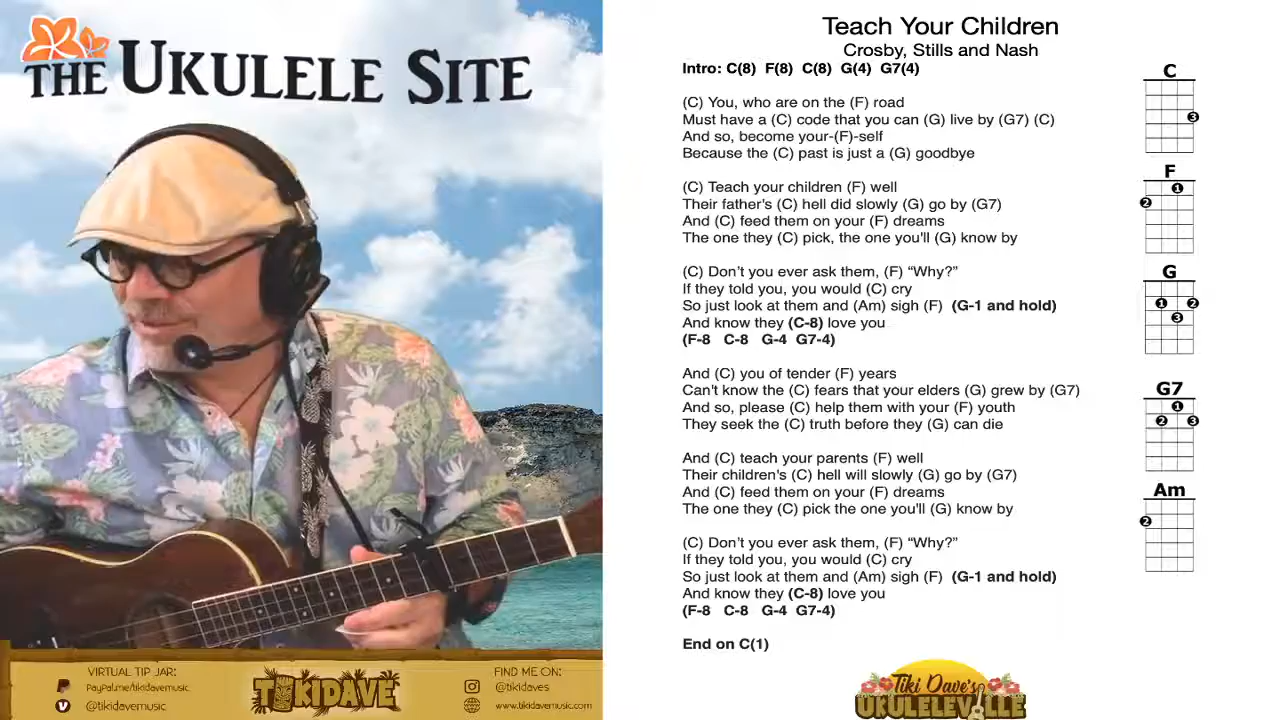 THE UKULELE SITE
VIRTUAL TIP JAR:
PayPal.me/tikidavemusic
@tikidavemusic
TIKIDAVE
FIND ME ON:
@tikidaves
www.tikidavemusic.com
Teach Your Children
Crosby, Stills and Nash
Intro: C(8) F(8) C(8) G(4) G7(4)
(C) You, who are on the (F) road
Must have a (C) code that you can (G) live by (G7) (C)
And so, become your-(F)-self
Because the (C) past is just a (G) goodbye
(C) Teach your children (F) well
Their father's (C) hell did slowly (G) go by (G7)
And (C) feed them on your (F) dreams
The one they (C) pick, the one you'll (G) know by
(C) Don’t you ever ask them, (F) “Why?”
If they told you, you would (C) cry
So just look at them and (Am) sigh (F) (G-1 and hold)
And know they (C-8) love you
(F-8 C-8 G-4 G7-4)
And (C) you of tender (F) years
Can't know the (C) fears that your elders (G) grew by (G7)
And so, please (C) help them with your (F) youth
They seek the (C) truth before they (G) can die
And (C) teach your parents (F) well
Their children's (C) hell will slowly (G) go by (G7)
And (C) feed them on your (F) dreams
The one they (C) pick the one you'll (G) know by
(C) Don’t you ever ask them, (F) “Why?”
If they told you, you would (C) cry
So just look at them and (Am) sigh (F) (G-1 and hold)
And know they (C-8) love you
(F-8 C-8 G-4 G7-4)
End on C(1)
C
3
F
1
2
G
1 2
3
G7
1
2 3
Am
2
Tiki Dave's
UKULELEVILLE